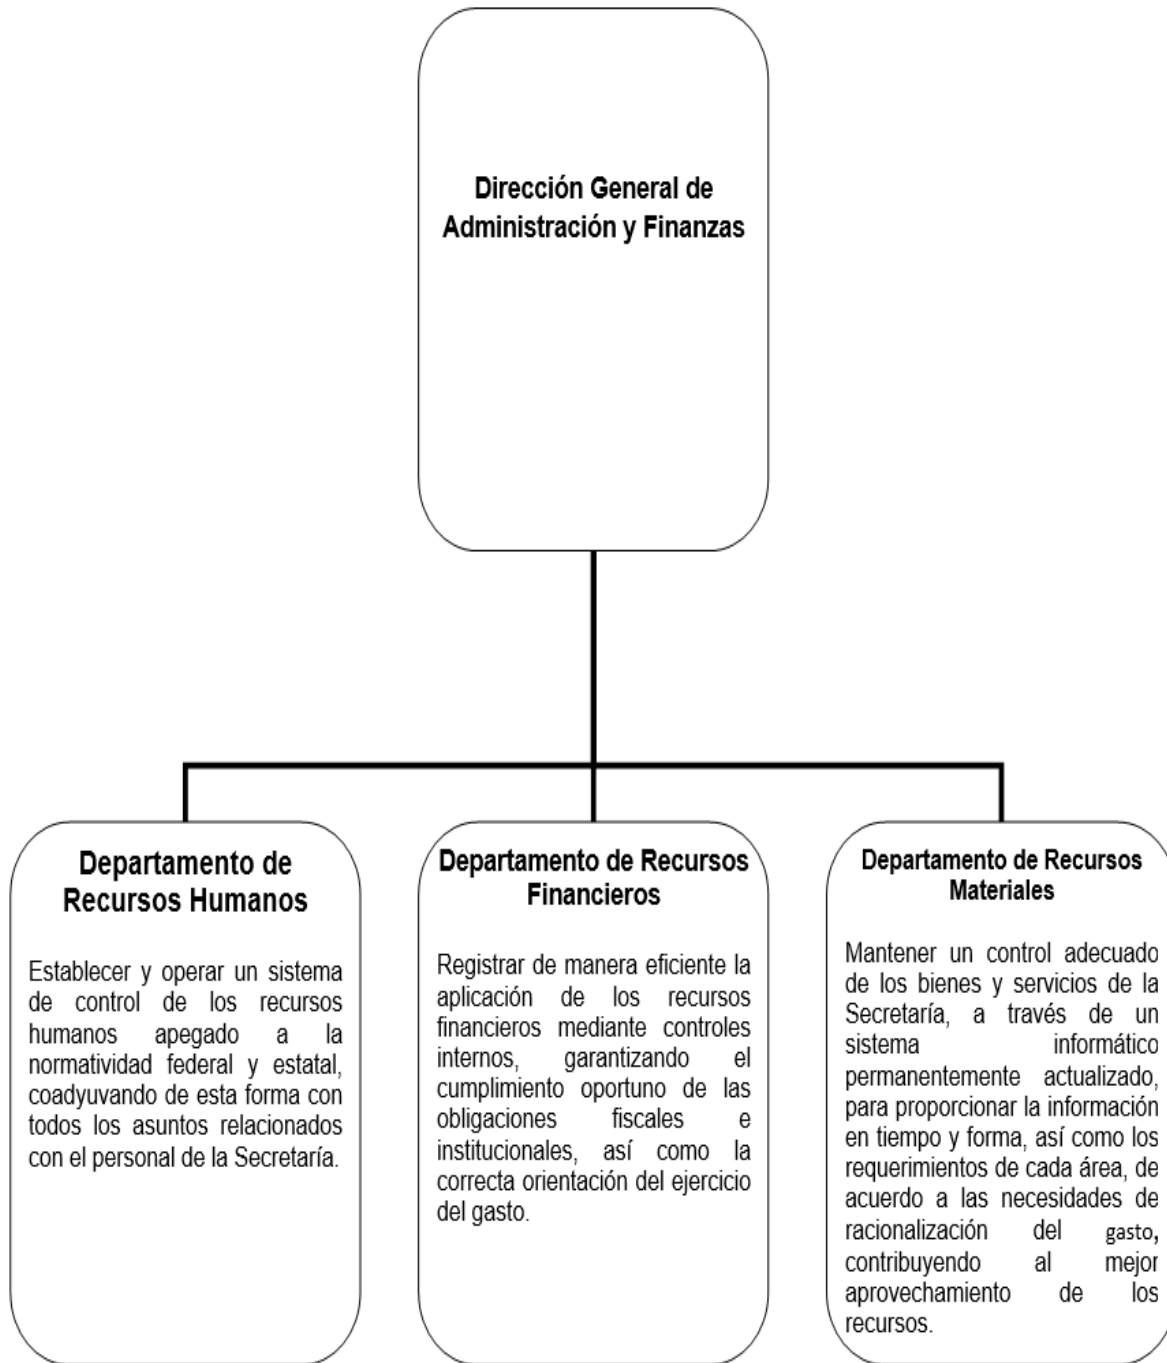 Dirección General de
Administración y Finanzas
Departamento de
Recursos Humanos
Establecer y operar un sistema
de control de los recursos
humanos apegado a la
normatividad federal y estatal,
coadyuvando de esta forma con
todos los asuntos relacionados
con el personal de la Secretaría.
Departamento de Recursos
Financieros
Registrar de manera eficiente la
aplicación de los recursos
financieros mediante controles
internos, garantizando el
cumplimiento oportuno de las
obligaciones fiscales e
institucionales, así como la
correcta orientación del ejercicio
del gasto.
Departamento de Recursos
Materiales
Mantener un control adecuado
de los bienes y servicios de la
Secretaría, a través de un
sistema informático
permanentemente actualizado,
para proporcionar la información
en tiempo y forma, así como los
requerimientos de cada área, de
acuerdo a las necesidades de
racionalización del gasto,
contribuyendo al mejor
aprovechamiento de los
recursos.